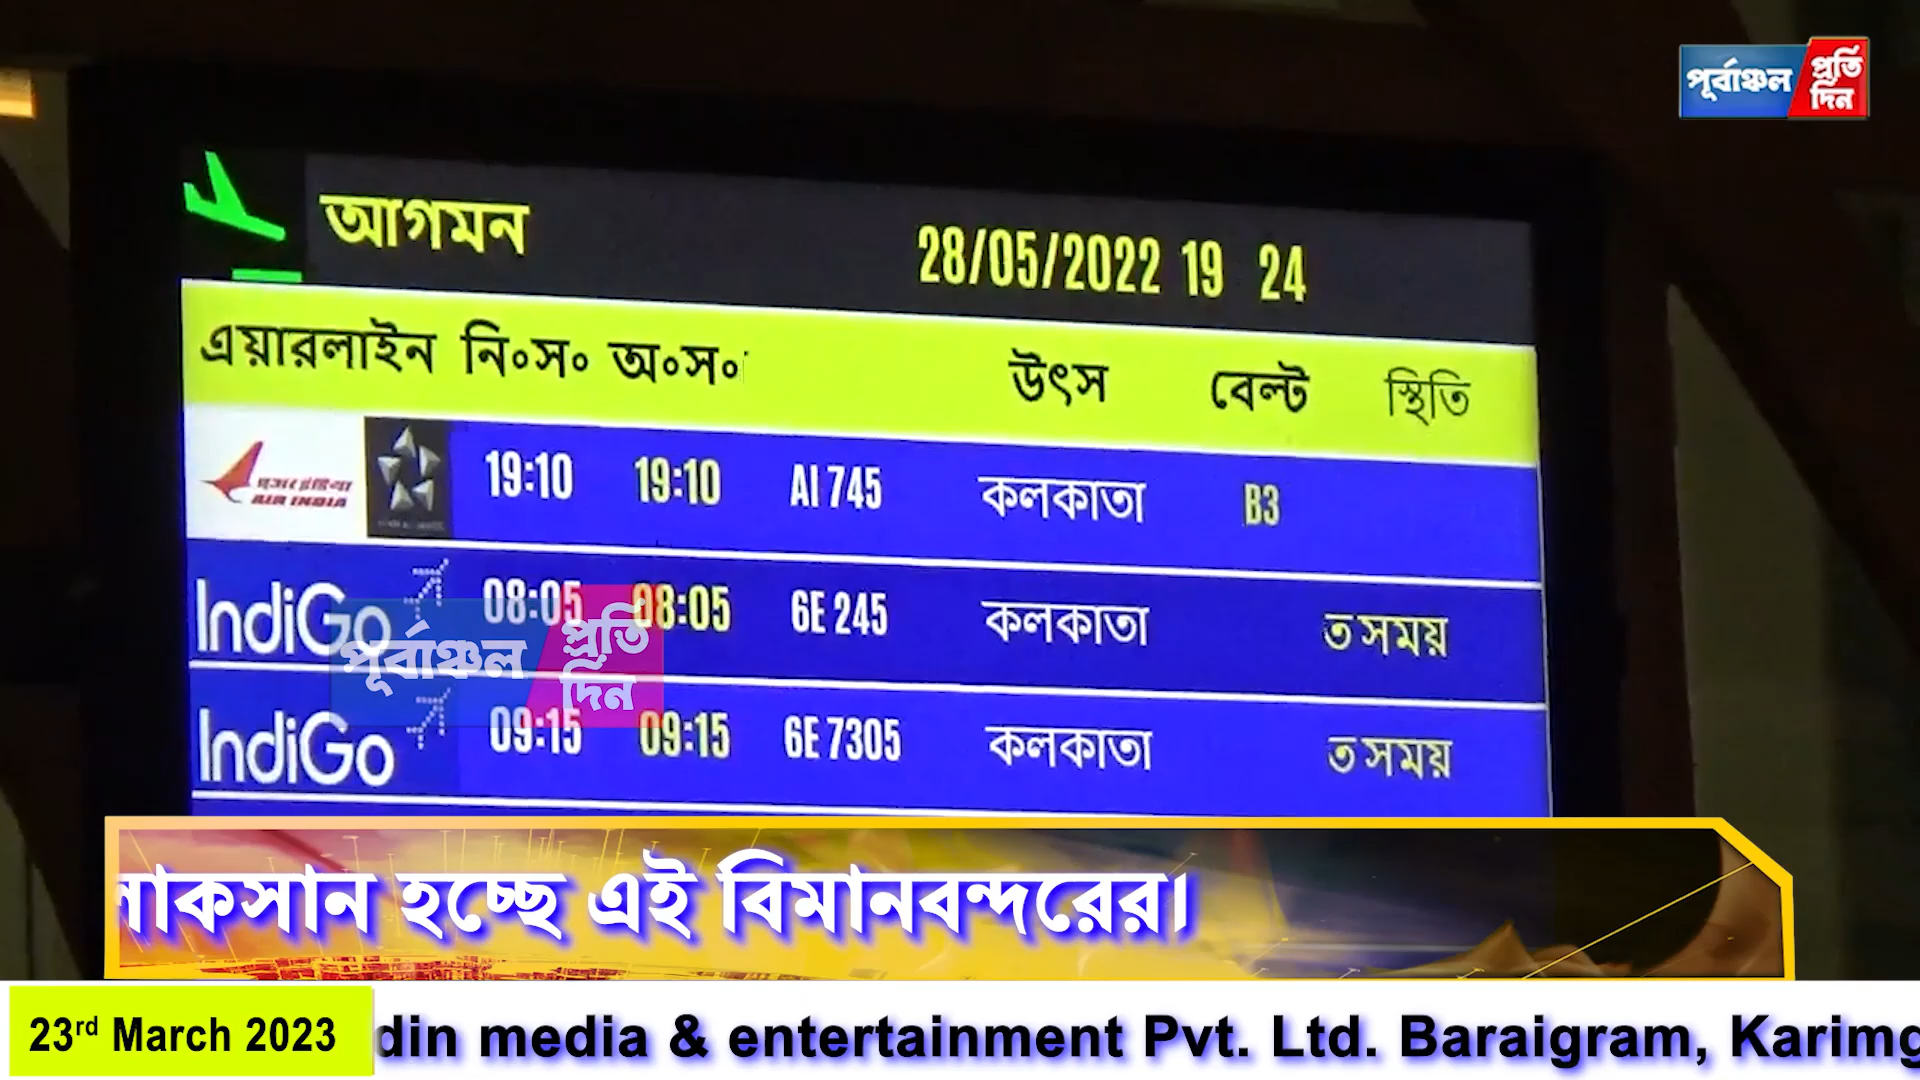 পূর্বাঞ্চল প্রতি দিন
আগমন 28/05/2022 19 24
এয়ারলাইন নি॰স॰ অ॰স॰ উৎস বেল্ট স্থিতি
AIR INDIA 19:10 19:10 AI 745 কলকাতা B3
IndiGo 08:05 08:05 6E 245 কলকাতা ত সময়
পূর্বাঞ্চল প্রতি দিন
IndiGo 09:15 09:15 6E 7305 কলকাতা ত সময়
হচ্ছে এই বিমানবন্দরের।
23rd March 2023 din media & entertainment Pvt. Ltd. Baraigram, Karimg